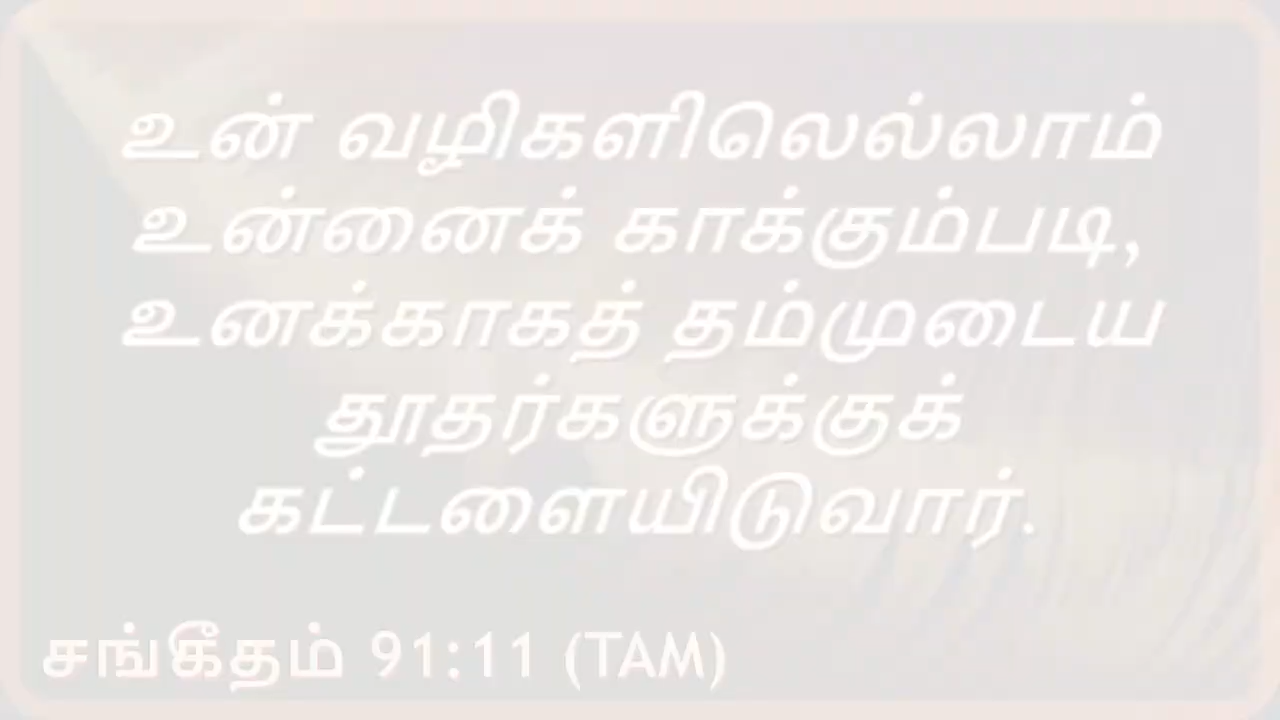 உன் வழிகளிலெல்லாம்
உன்னைக் காக்கும்படி,
உனக்காகத் தம்முடைய
தூதர்களுக்குக்
கட்டளையிடுவார்.
சங்கீதம் 91:11 (TAM)